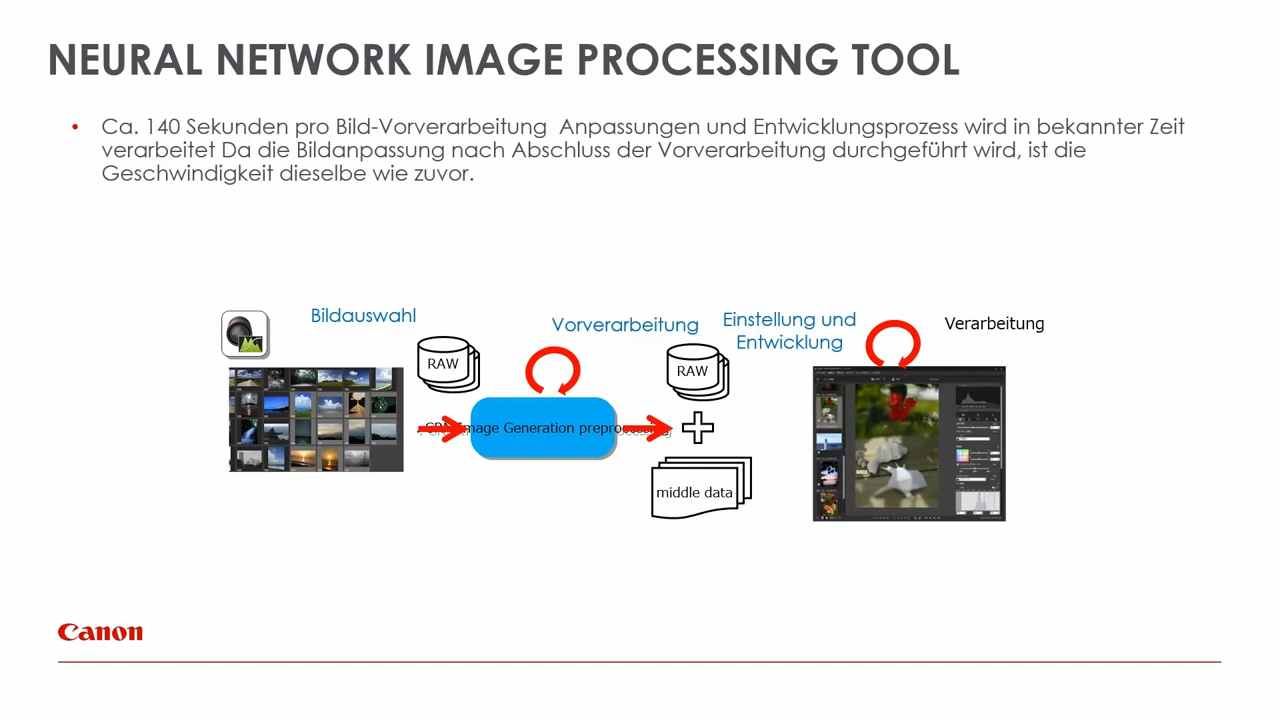 NEURAL NETWORK IMAGE PROCESSING TOOL
• Ca. 140 Sekunden pro Bild-Vorverarbeitung Anpassungen und Entwicklungsprozess wird in bekannter Zeit
verarbeitet Da die Bildanpassung nach Abschluss der Vorverarbeitung durchgeführt wird, ist die
Geschwindigkeit dieselbe wie zuvor.
Bildauswahl
Vorverarbeitung
Einstellung und
Entwicklung
Verarbeitung
RAW
RAW
Image Generation preprocessing
middle data
Canon